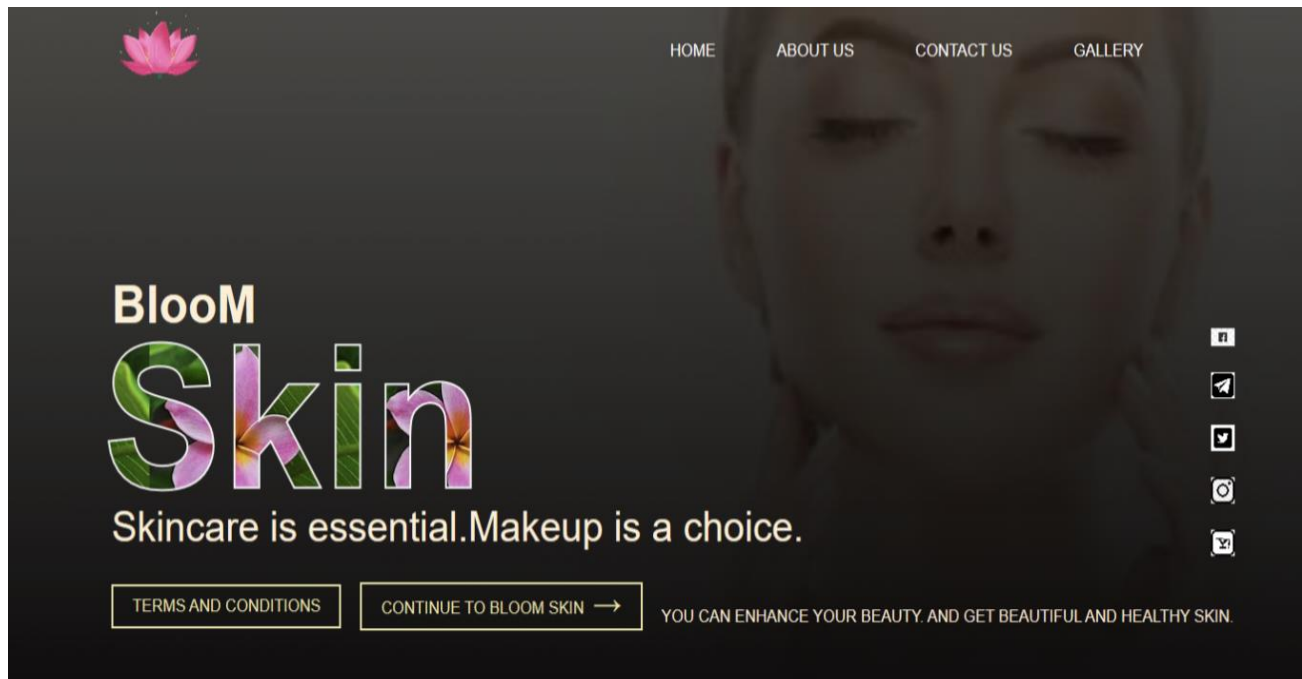 HOME ABOUT US CONTACT US GALLERY
BlooM
Skin
Skincare is essential.Makeup is a choice.
TERMS AND CONDITIONS
CONTINUE TO BLOOM SKIN →
YOU CAN ENHANCE YOUR BEAUTY. AND GET BEAUTIFUL AND HEALTHY SKIN.